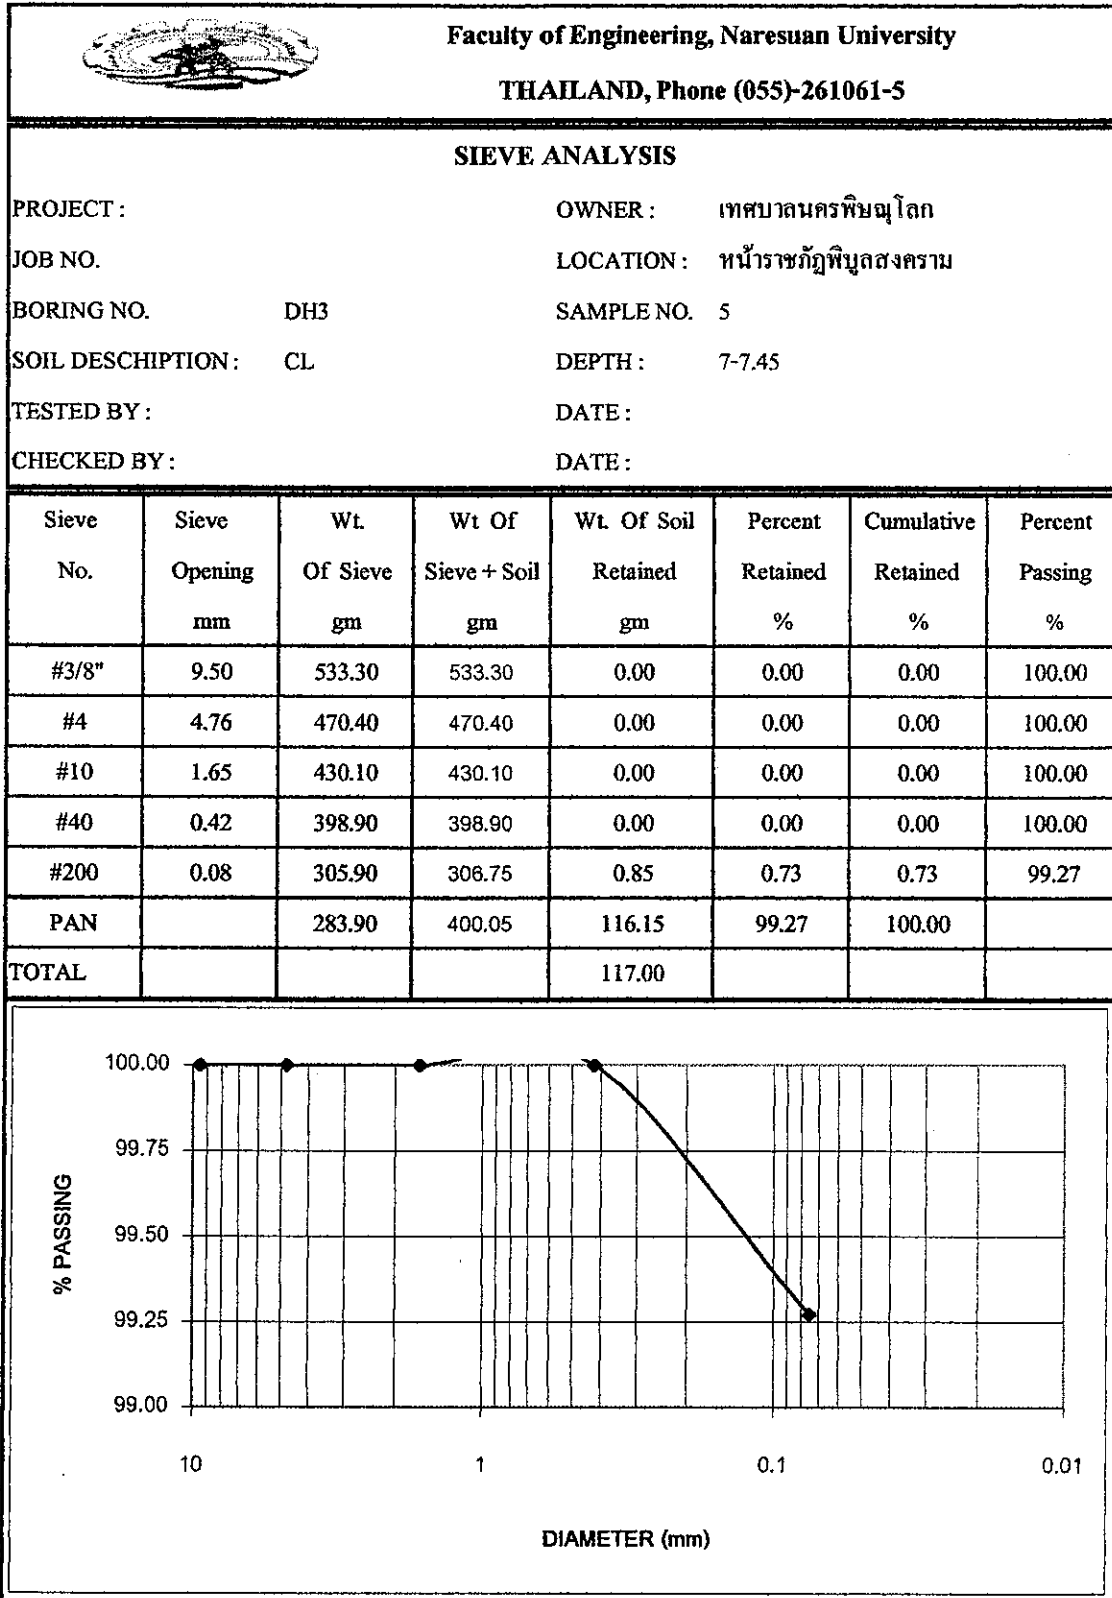 Faculty of Engineering, Naresuan University
THAILAND, Phone (055)-261061-5
SIEVE ANALYSIS
PROJECT : OWNER : เทศบาลนครพิษณุโลก
JOB NO. LOCATION : หน้าราชภัฏพิบูลสงคราม
BORING NO. DH3 SAMPLE NO. 5
SOIL DESCHIPTION : CL DEPTH : 7-7.45
TESTED BY : DATE :
CHECKED BY : DATE :
Sieve Sieve Wt. Wt Of Wt. Of Soil Percent Cumulative Percent
No. Opening Of Sieve Sieve + Soil Retained Retained Retained Passing
mm gm gm gm % % %
#3/8" 9.50 533.30 533.30 0.00 0.00 0.00 100.00
#4 4.76 470.40 470.40 0.00 0.00 0.00 100.00
#10 1.65 430.10 430.10 0.00 0.00 0.00 100.00
#40 0.42 398.90 398.90 0.00 0.00 0.00 100.00
#200 0.08 305.90 306.75 0.85 0.73 0.73 99.27
PAN 283.90 400.05 116.15 99.27 100.00
TOTAL 117.00
100.00
99.75
99.50
99.25
99.00
% PASSING
10 1 0.1 0.01
DIAMETER (mm)